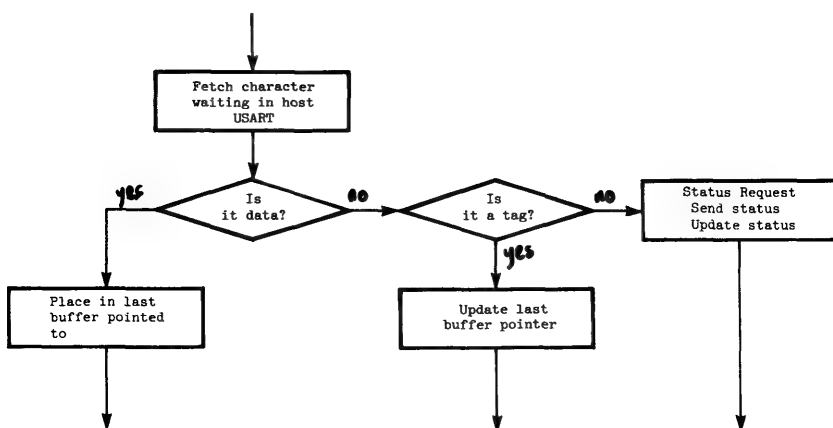 Fetch character
waiting in host
USART
yes
Is
it data?
no
Is
it a tag?
no
Status Request
Send status
Update status
yes
Place in last
buffer pointed
to
Update last
buffer pointer